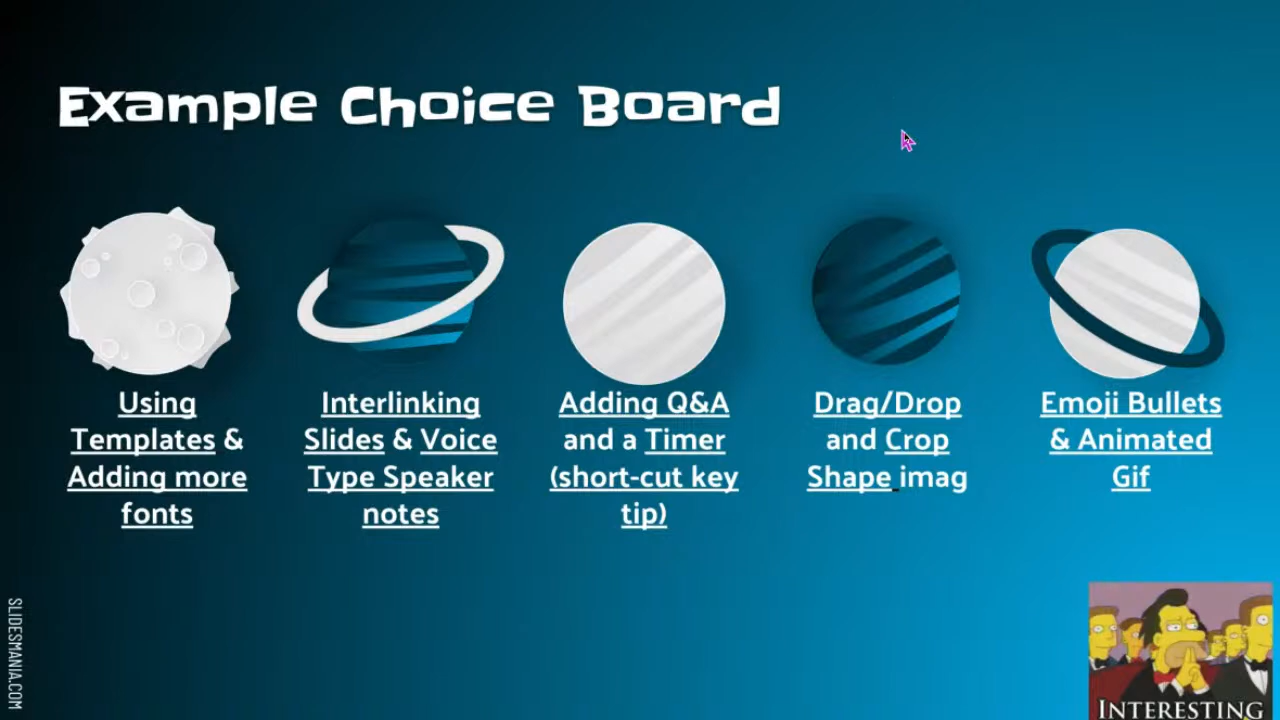 Example Choice Board
Using
Templates &
Adding more
fonts
Interlinking
Slides & Voice
Type Speaker
notes
Adding Q&A
and a Timer
(short-cut key
tip)
Drag/Drop
and Crop
Shape imag
Emoji Bullets
& Animated
Gif
SLIDESMANIA.COM
INTERESTING